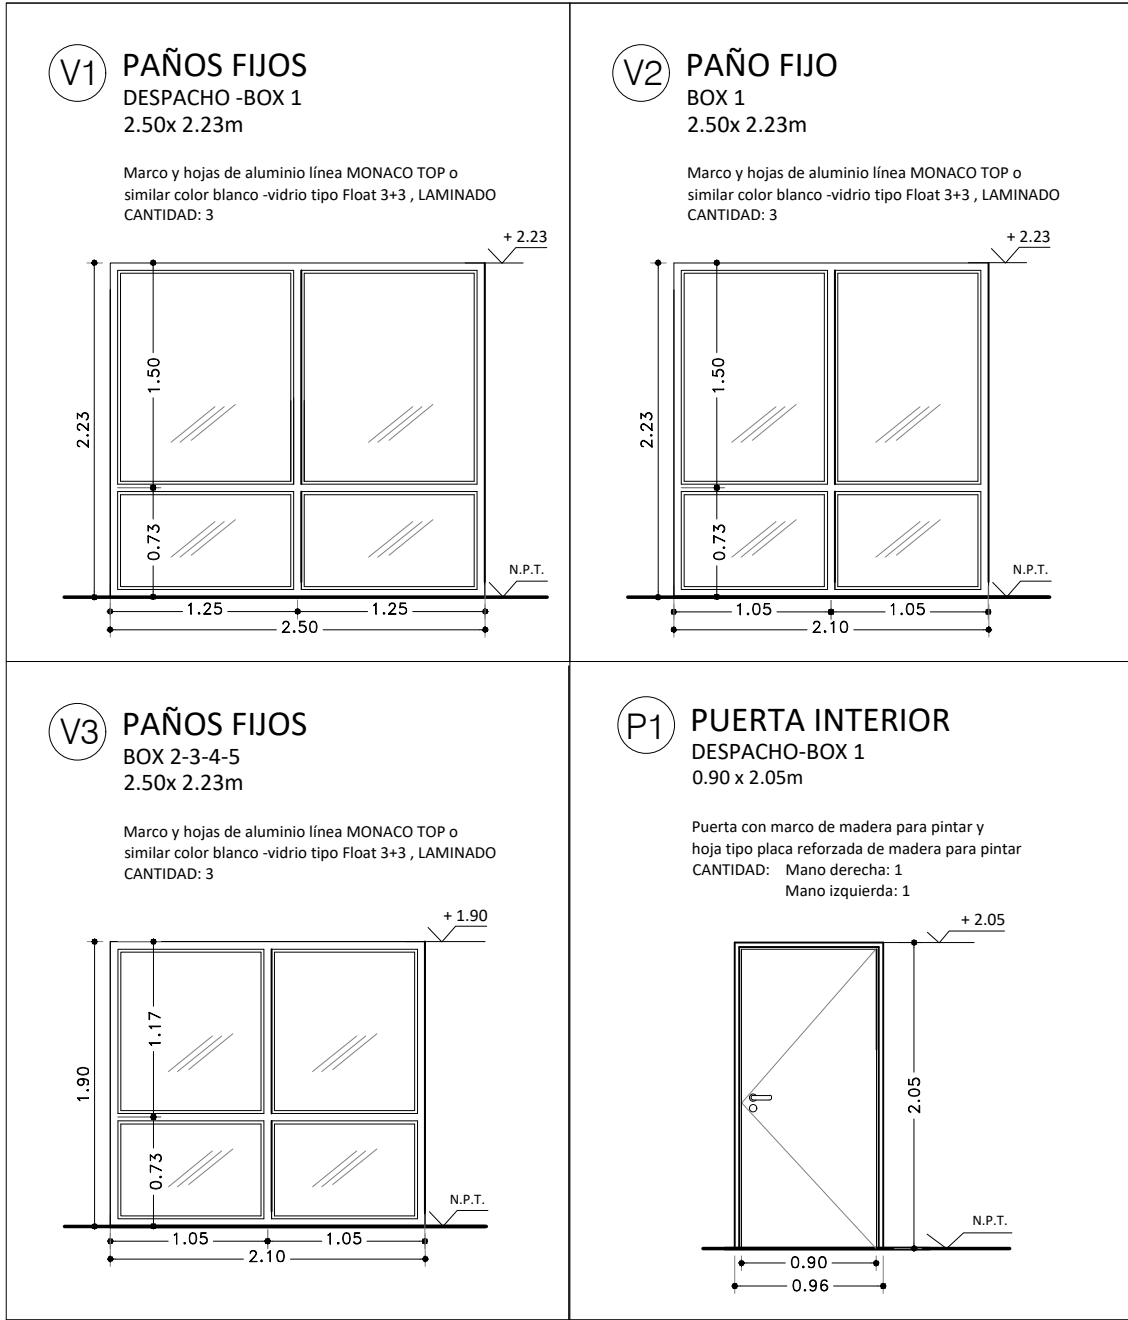 V1
PAÑOS FIJOS
DESPACHO -BOX 1
2.50x 2.23m
Marco y hojas de aluminio línea MONACO TOP o
similar color blanco -vidrio tipo Float 3+3 , LAMINADO
CANTIDAD: 3
+ 2.23
2.23
1.50
0.73
N.P.T.
1.25
1.25
2.50
V2
PAÑO FIJO
BOX 1
2.50x 2.23m
Marco y hojas de aluminio línea MONACO TOP o
similar color blanco -vidrio tipo Float 3+3 , LAMINADO
CANTIDAD: 3
+ 2.23
2.23
1.50
0.73
N.P.T.
1.05
1.05
2.10
V3
PAÑOS FIJOS
BOX 2-3-4-5
2.50x 2.23m
Marco y hojas de aluminio línea MONACO TOP o
similar color blanco -vidrio tipo Float 3+3 , LAMINADO
CANTIDAD: 3
+ 1.90
1.90
1.17
0.73
N.P.T.
1.05
1.05
2.10
P1
PUERTA INTERIOR
DESPACHO-BOX 1
0.90 x 2.05m
Puerta con marco de madera para pintar y
hoja tipo placa reforzada de madera para pintar
CANTIDAD: Mano derecha: 1
Mano izquierda: 1
+ 2.05
2.05
N.P.T.
0.90
0.96